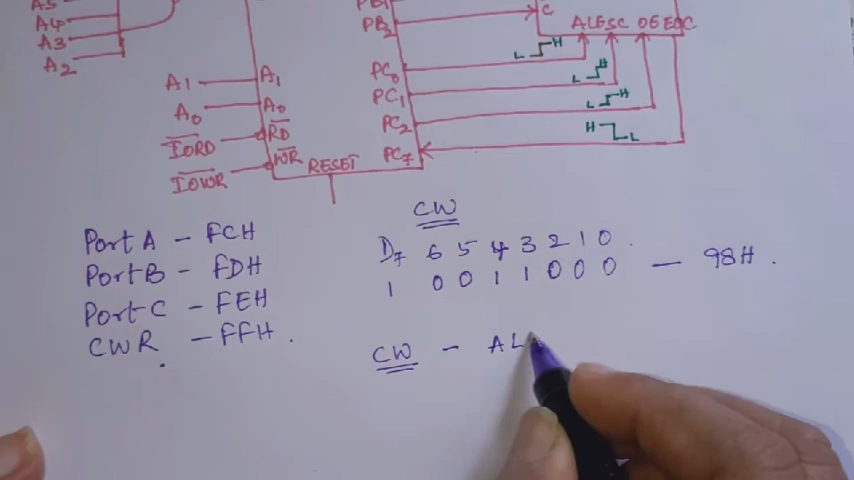 A5
A4
A3
A2
A1
A0
IORD
IOWR
A1
A0
RD
WR
RESET
PB1
PB2
PC0
PC1
PC2
PC7
C
ALE SC OE EOC
L H
L H
L H
H L
Port A - FCH
Port B - FDH
Port C - FEH
CWR - FFH.
CW
D7 6 5 4 3 2 1 0
1 0 0 1 1 0 0 0 - 98H.
CW - AL